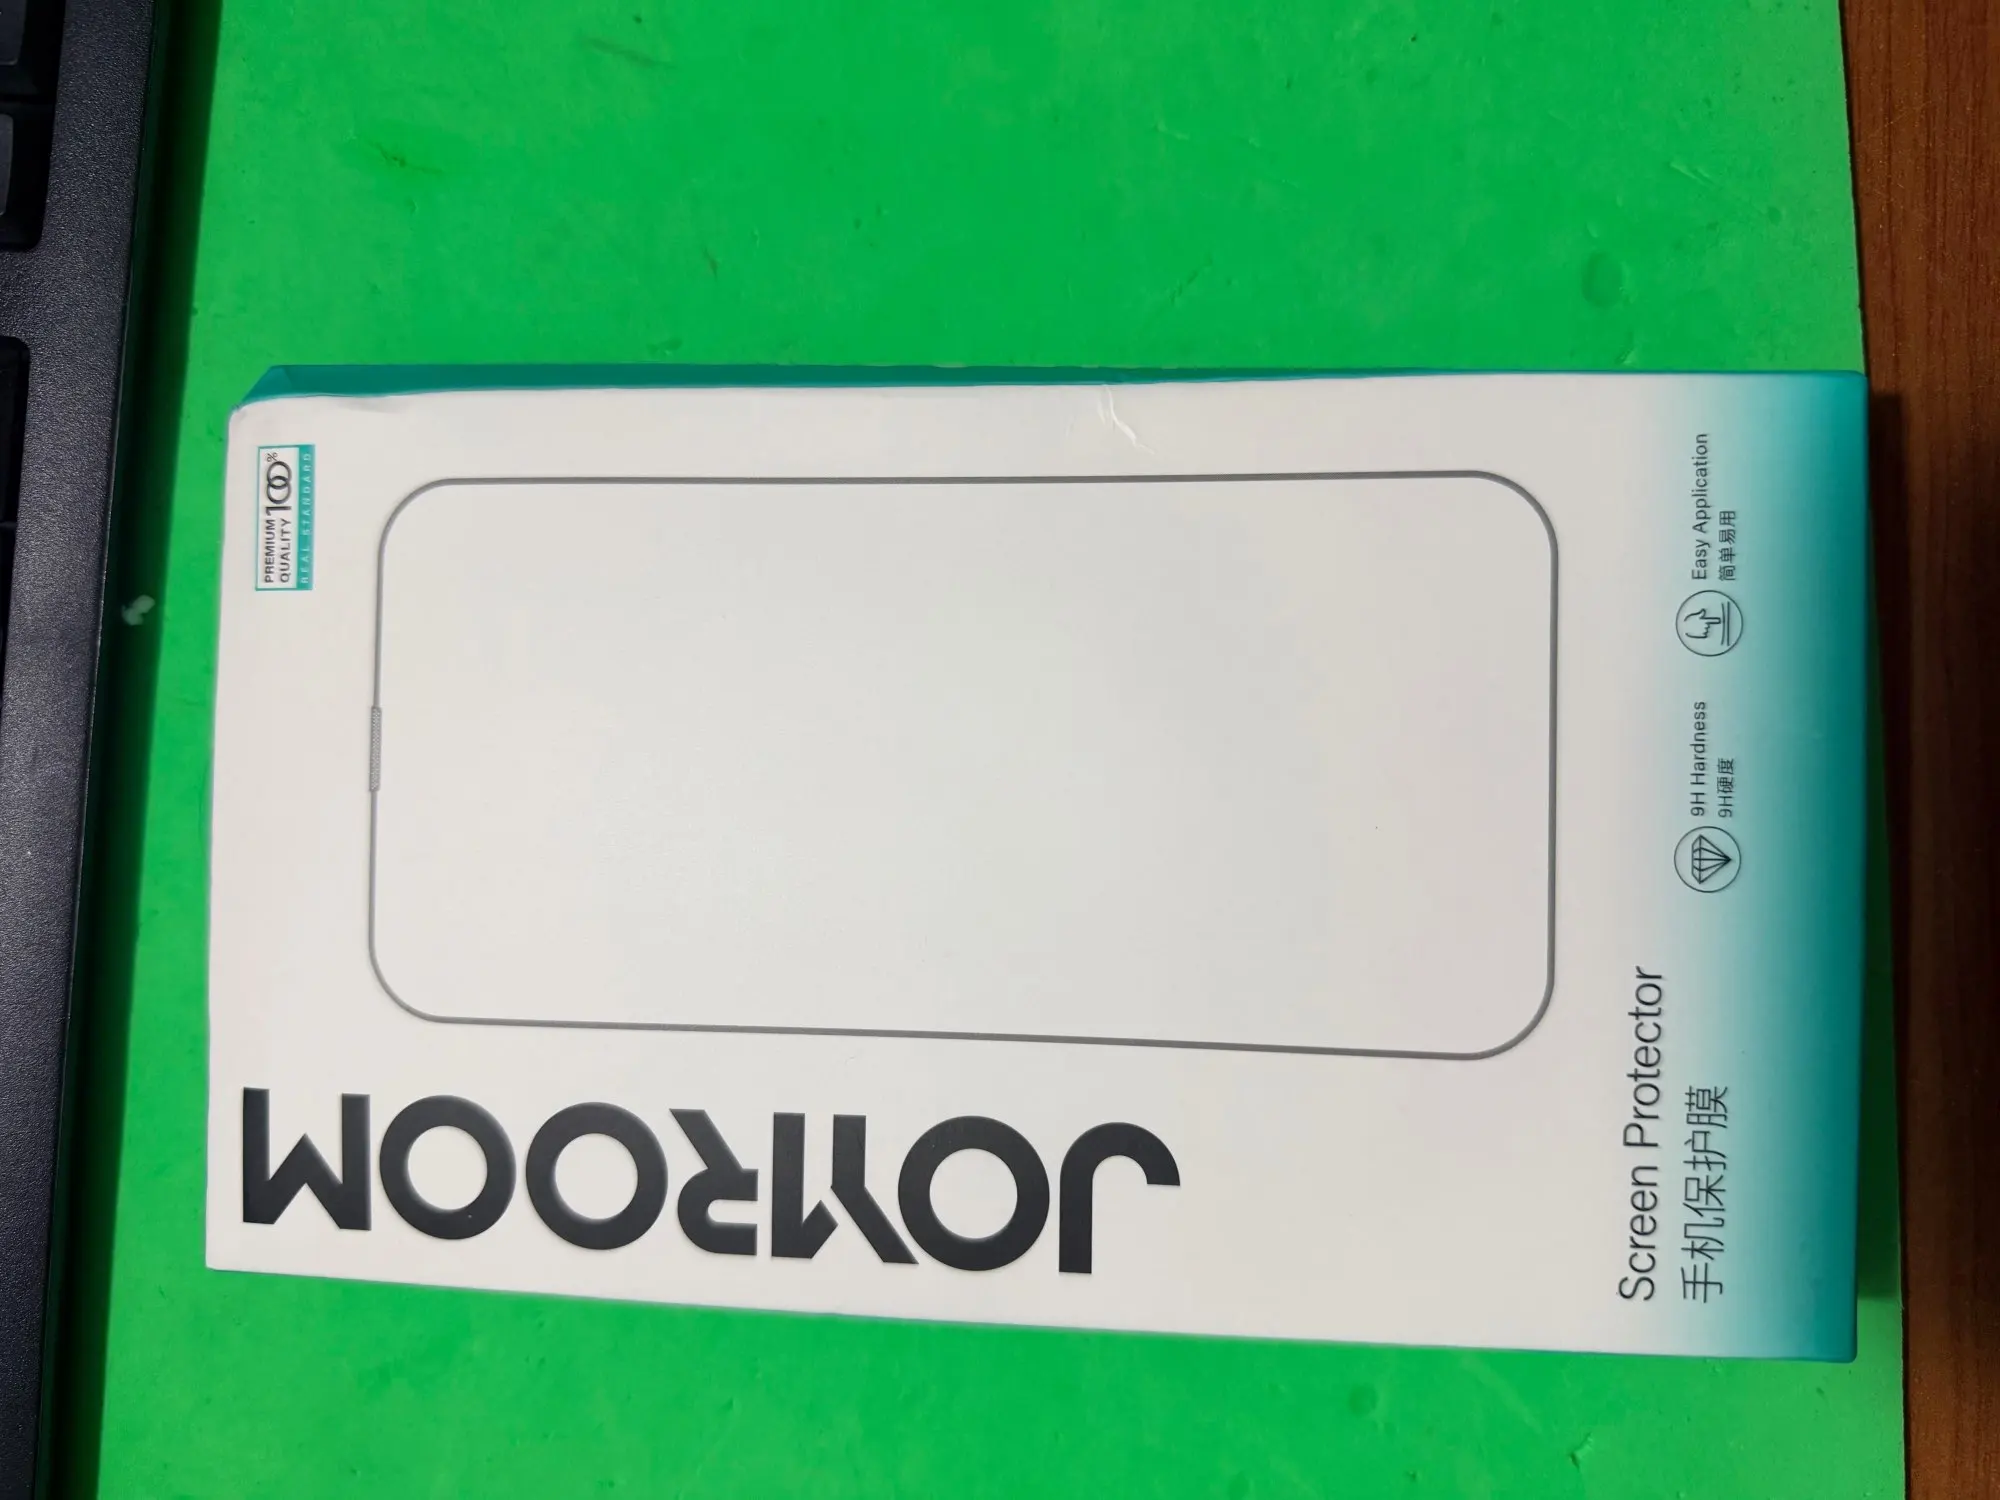 JOYROOM
PREMIUM
QUALITY
100%
REAL STANDARD
Screen Protector
手机保护膜
9H Hardness
9H硬度
Easy Application
简单易用